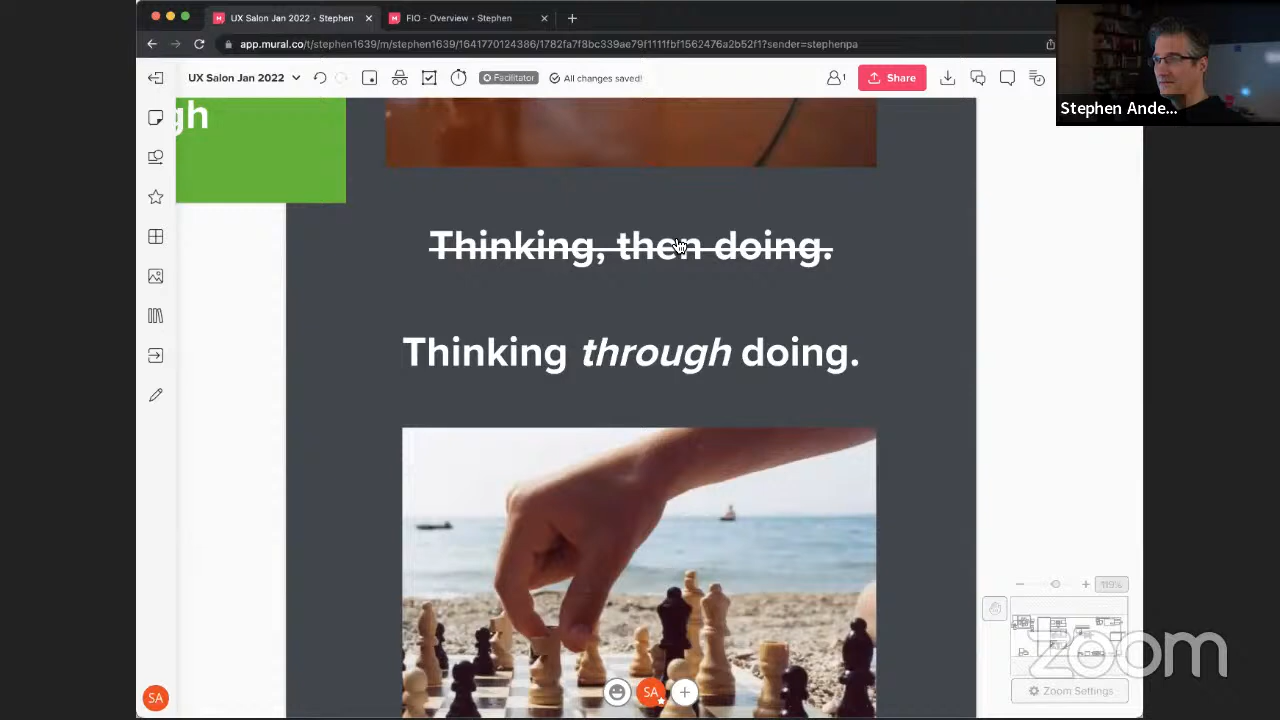 UX Salon Jan 2022 • Stephen
FIO - Overview • Stephen
app.mural.co/t/stephen1639/m/stephen1639/1641770124386/1782fa7f8bc339ae79f1111fbf1562476a2b52f1?sender=stephenpa
UX Salon Jan 2022
Facilitator
All changes saved!
1
Share
Stephen Ande...
gh
Thinking, then doing.
Thinking through doing.
119%
zoom
Zoom Settings
SA
SA